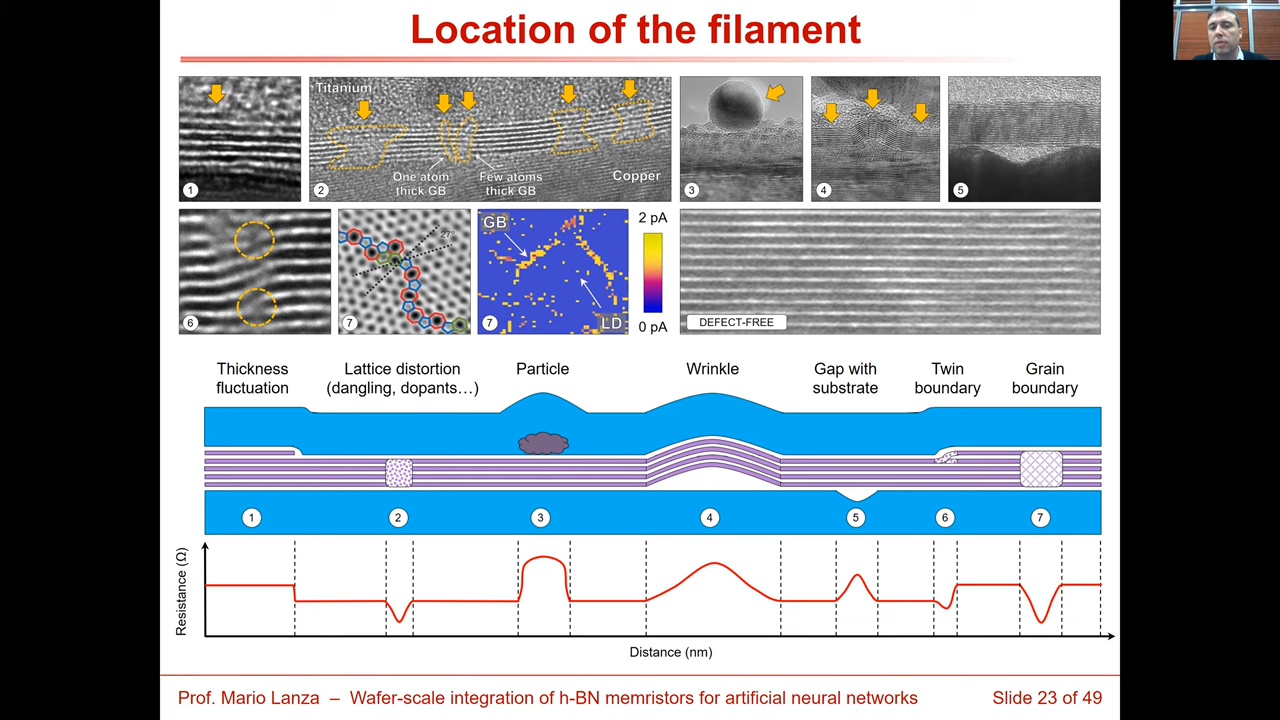 Location of the filament
Titanium
One atom
thick GB
Few atoms
thick GB
Copper
1
2
3
4
5
GB
LD
2 pA
0 pA
27°
6
7
7
DEFECT-FREE
Thickness
fluctuation
Lattice distortion
(dangling, dopants…)
Particle
Wrinkle
Gap with
substrate
Twin
boundary
Grain
boundary
1
2
3
4
5
6
7
Resistance (Ω)
Distance (nm)
Prof. Mario Lanza – Wafer-scale integration of h-BN memristors for artificial neural networks
Slide 23 of 49